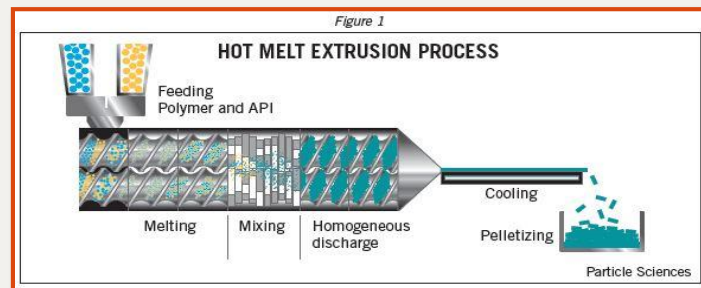 Figure 1
HOT MELT EXTRUSION PROCESS
Feeding
Polymer and API
Melting
Mixing
Homogeneous
discharge
Cooling
Pelletizing
Particle Sciences